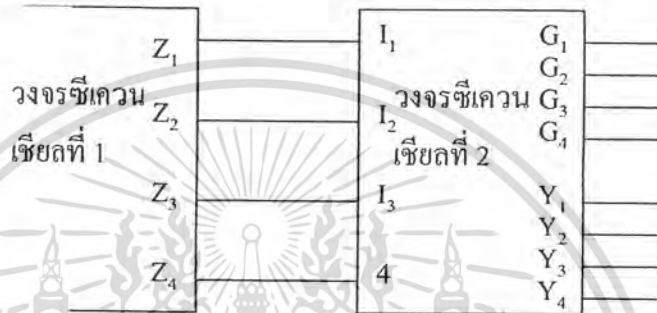 Z₁ I₁ G₁
G₂
วงจรซีเควน วงจรซีเควน G₃
Z₂ I₂ G₄
เชียลที่ 1 เชียลที่ 2
Z₃ I₃ Y₁
Y₂
Y₃
Z₄ 4 Y₄